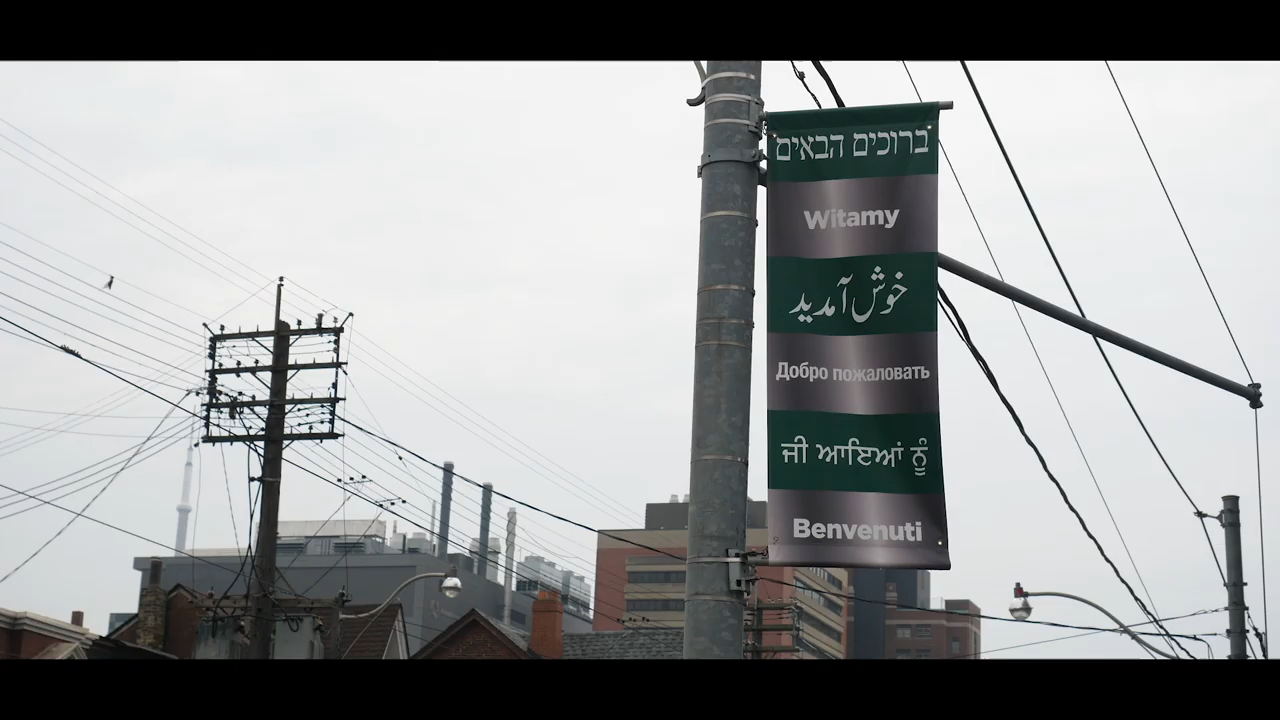 ברוכים הבאים
Witamy
خوش آمدید
Добро пожаловать
ਜੀ ਆਇਆਂ ਨੂੰ
Benvenuti